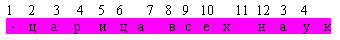 1 2 3 4 5 6 7 8 9 10 11 12 3 4
- ц а р и ц а в с е х н а у к